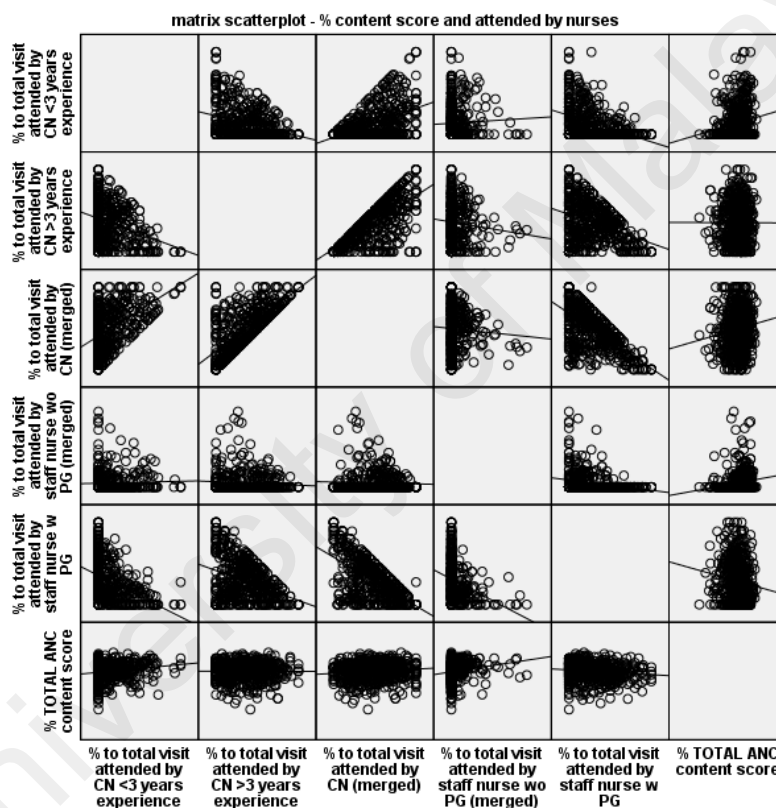 matrix scatterplot - % content score and attended by nurses
% to total visit
attended by
CN <3 years
experience
% to total visit
attended by
CN >3 years
experience
% to total visit
attended by
CN (merged)
% to total visit
attended by
staff nurse wo
PG (merged)
% to total visit
attended by
staff nurse w
PG
% TOTAL ANC
content score
% to total visit
attended by
CN <3 years
experience
% to total visit
attended by
CN >3 years
experience
% to total visit
attended by
CN (merged)
% to total visit
attended by
staff nurse wo
PG (merged)
% to total visit
attended by
staff nurse w
PG
% TOTAL ANC
content score
University of Malay